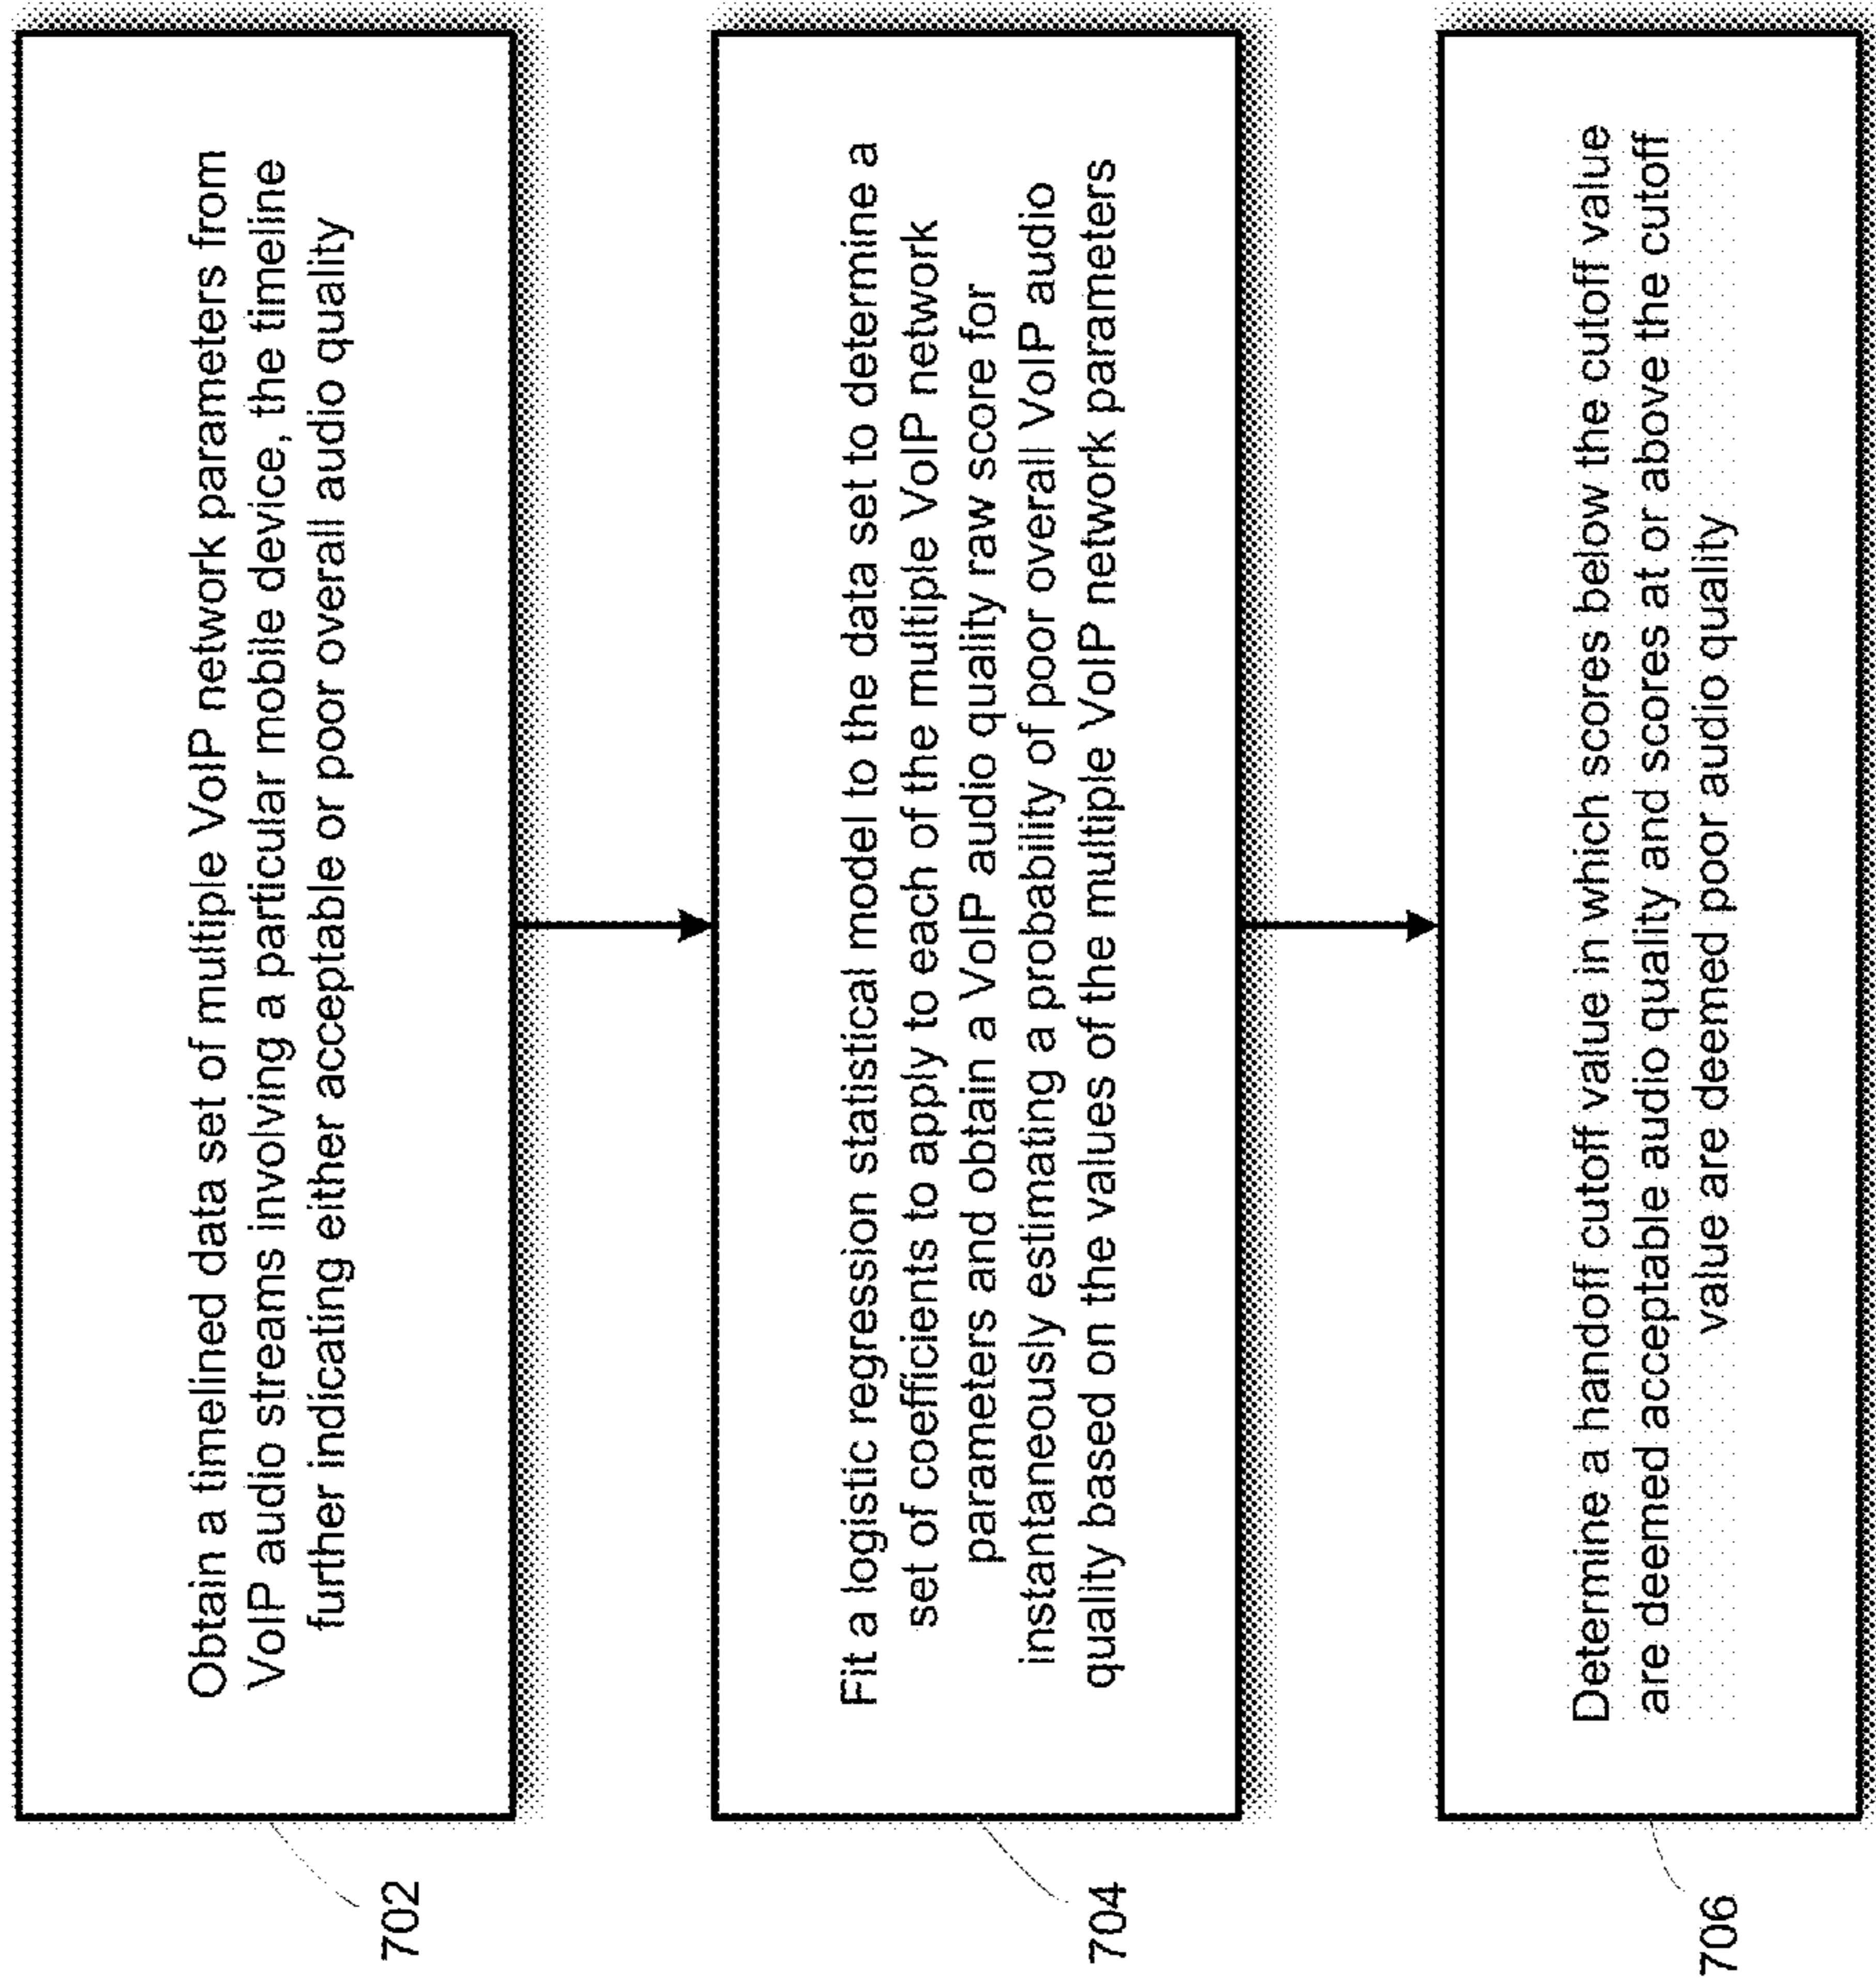 Obtain a timelined data set of multiple VoIP network parameters from
VoIP audio streams involving a particular mobile device, the timeline
further indicating either acceptable or poor overall audio quality
702
Fit a logistic regression statistical model to the data set to determine a
set of coefficients to apply to each of the multiple VoIP network
parameters and obtain a VoIP audio quality raw score for
instantaneously estimating a probability of poor overall VoIP audio
quality based on the values of the multiple VoIP network parameters
704
Determine a handoff cutoff value in which scores below the cutoff value
are deemed acceptable audio quality and scores at or above the cutoff
value are deemed poor audio quality
706